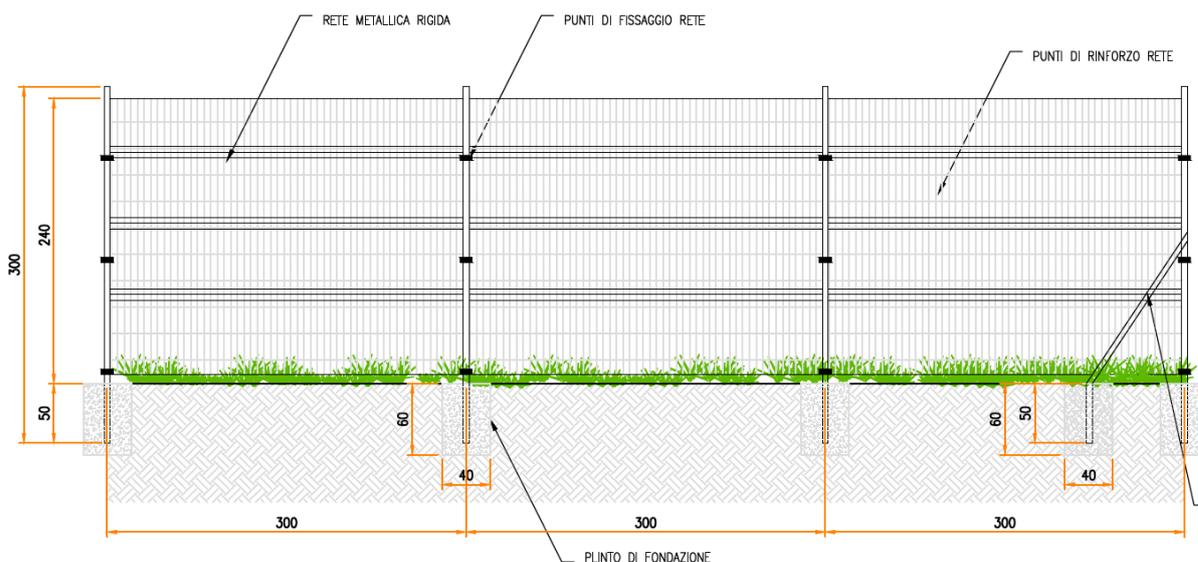 RETE METALLICA RIGIDA
PUNTI DI FISSAGGIO RETE
PUNTI DI RINFORZO RETE
300
240
50
60
40
60
50
40
300
300
300
PLINTO DI FONDAZIONE